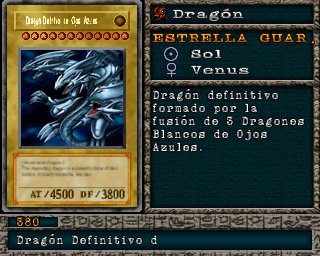 Dragón Definitivo de Ojos Azules
AT/4500 DF/3800
Dragón
ESTRELLA GUAR.
Sol
Venus
Dragón definitivo
formado por la
fusión de 3 Dragones
Blancos de Ojos
Azules.
380
Dragón Definitivo d